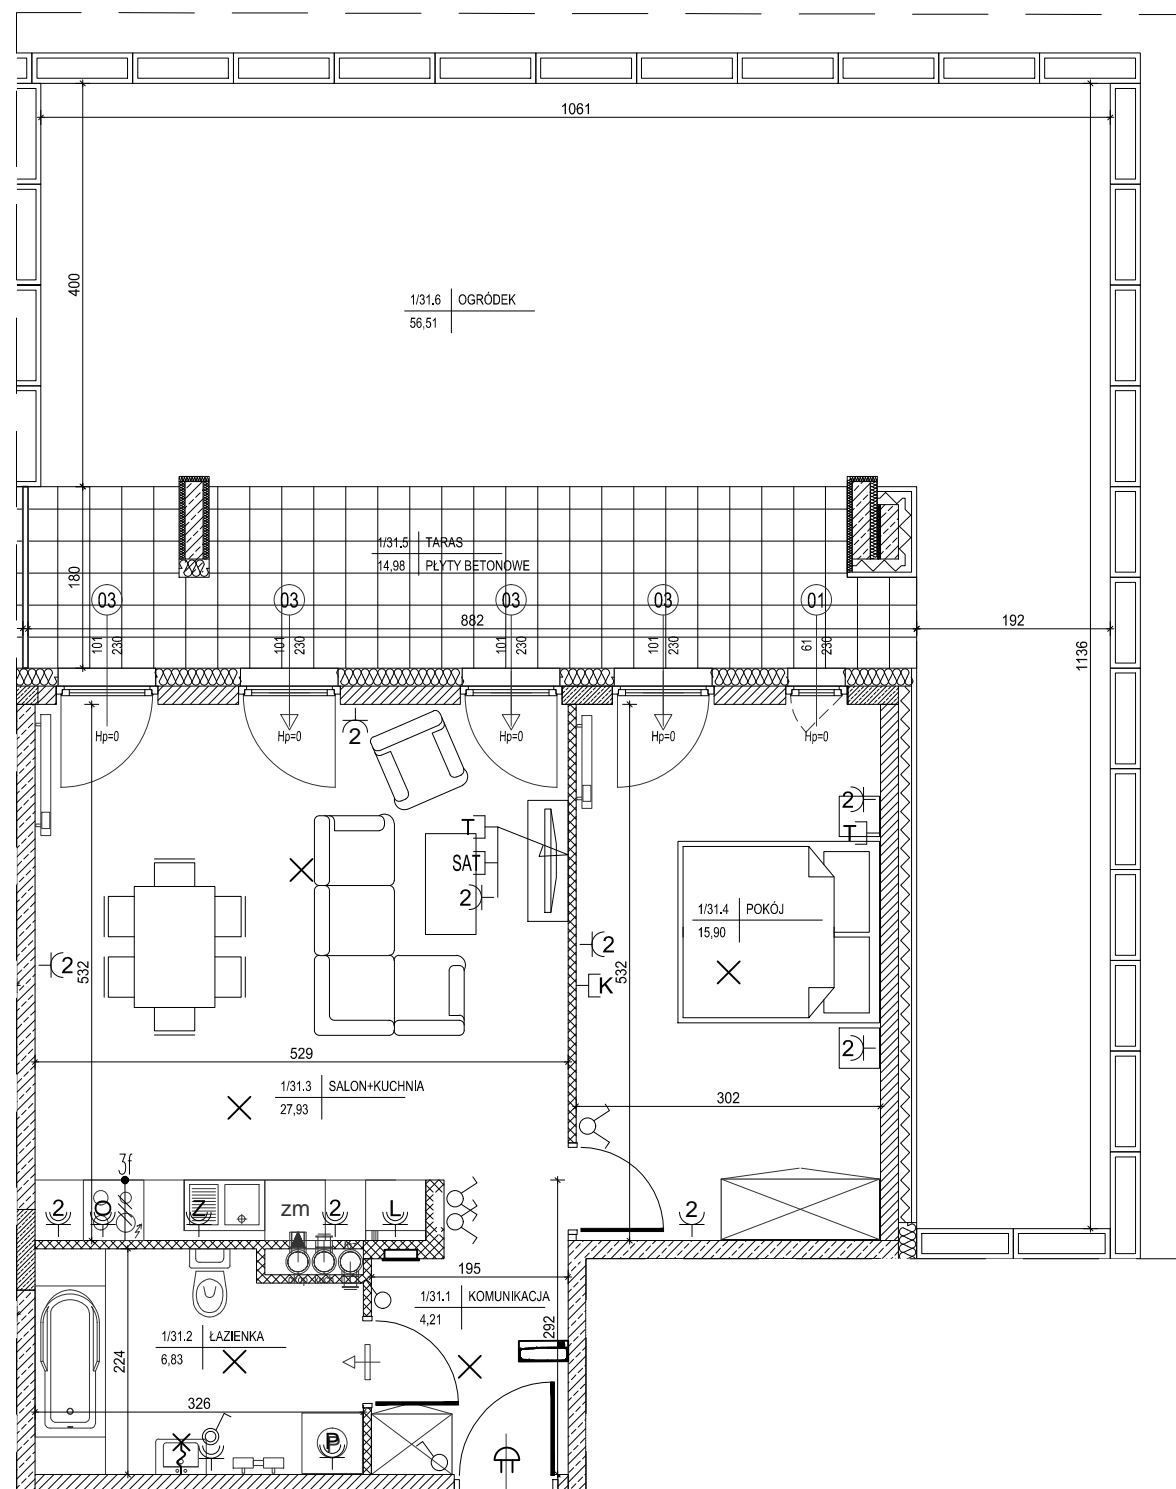 1061
400
1/31.6 OGRÓDEK
56,51
1/31.5 TARAS
14,98 PŁYTY BETONOWE
180
03
03
03
03
01
882
192
101
230
101
230
101
230
101
230
61
230
1136
Hp=0
Hp=0
Hp=0
Hp=0
Hp=0
2
2
T
T
SAT
2
1/31.4 POKÓJ
15,90
2
532
2
532
K
2
529
1/31.3 SALON+KUCHNIA
27,93
302
3f
2
O
Z
zm
2
L
2
195
1/31.1 KOMUNIKACJA
4,21
292
1/31.2 ŁAZIENKA
6,83
224
326
P